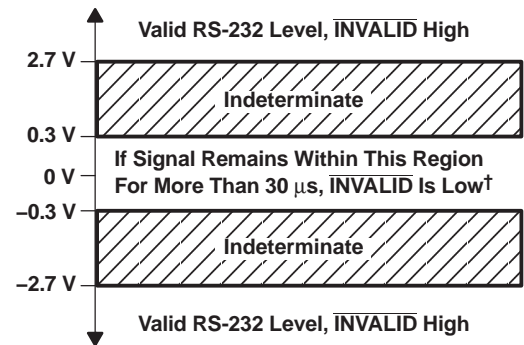 Valid RS-232 Level, INVALID High
2.7 V
Indeterminate
0.3 V
If Signal Remains Within This Region
0 V
For More Than 30 μs, INVALID Is Low†
–0.3 V
Indeterminate
–2.7 V
Valid RS-232 Level, INVALID High